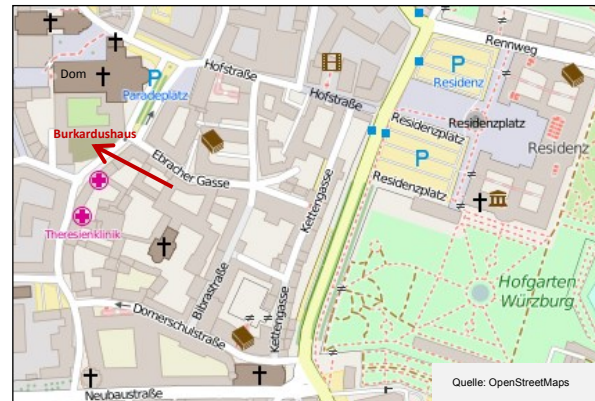 Rennweg
Dom
P
Paradeplatz
Hofstraße
P
Residenz
Hofstraße
Residenzplatz
Residenzplatz
Burkardushaus
Residenz
P
Ebracher Gasse
Residenzplatz
Kettengasse
Theresienklinik
Bibrastraße
Hofgarten
Würzburg
Domerschulstraße
Kettengasse
Neubaustraße
Quelle: OpenStreetMaps